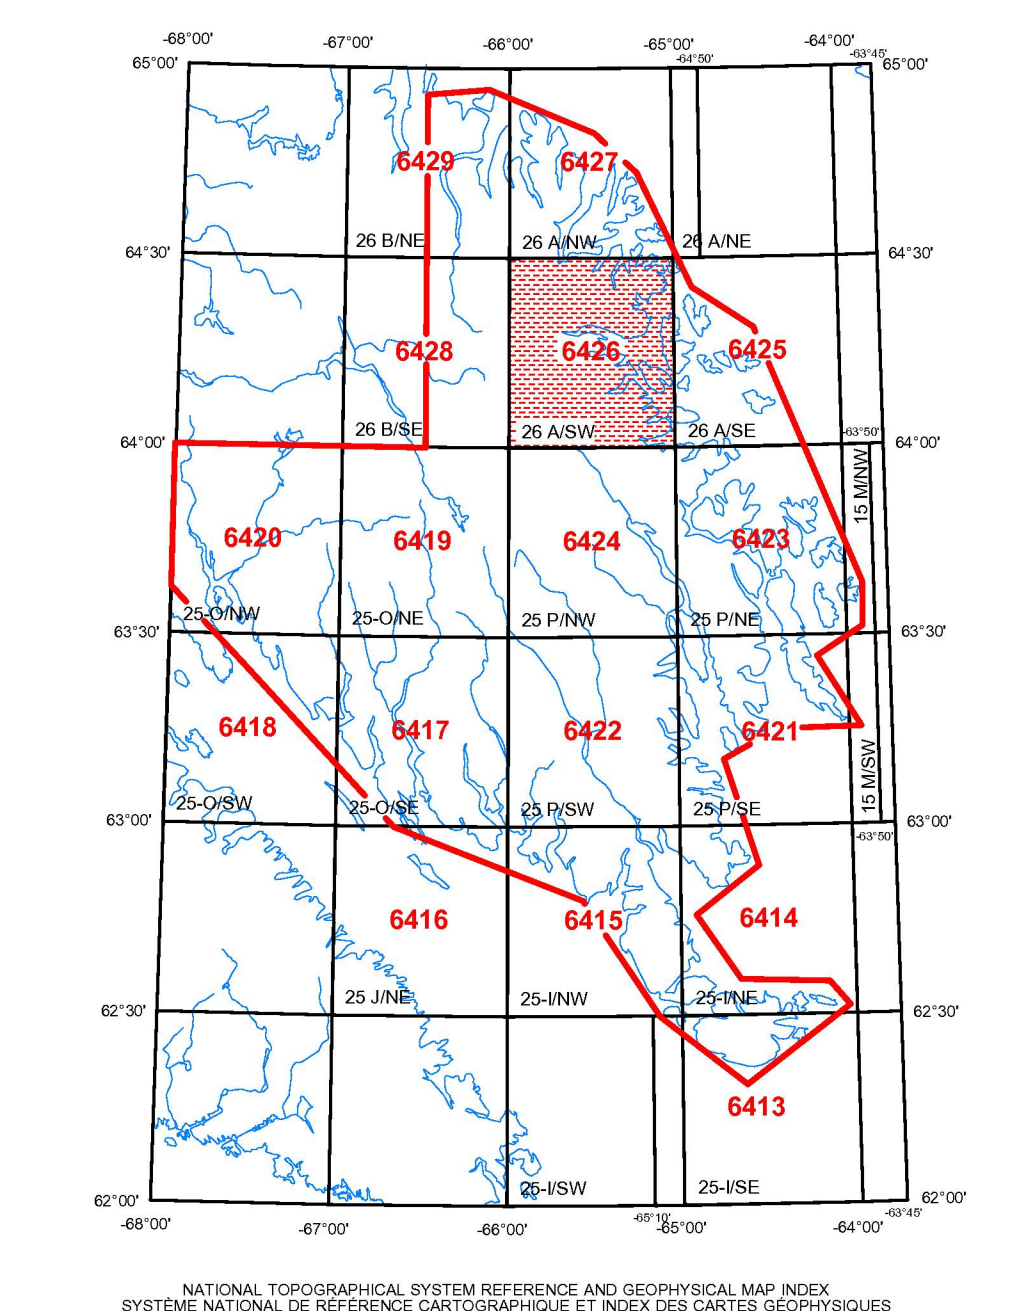 -68°00' -67°00' -66°00' -65°00' -64°00'
-64°50' -63°45'
65°00' 65°00'
6429 6427
26 B/NE 26 A/NW 26 A/NE
64°30' 64°30'
6428 6426 6425
26 B/SE 26 A/SW 26 A/SE
64°00' -63°50' 64°00'
15 M/NW
6420 6419 6424 6423
25-O/NW 25-O/NE 25 P/NW 25 P/NE
63°30' 63°30'
6418 6417 6422 6421
15 M/SW
25-O/SW 25-O/SE 25 P/SW 25 P/SE
63°00' 63°00'
-63°50'
6416 6415 6414
25 J/NE 25-I/NW 25-I/NE
62°30' 62°30'
6413
25-I/SW 25-I/SE
62°00' 62°00'
-65°10' -63°45'
-68°00' -67°00' -66°00' -65°00' -64°00'
NATIONAL TOPOGRAPHICAL SYSTEM REFERENCE AND GEOPHYSICAL MAP INDEX
SYSTÈME NATIONAL DE RÉFÉRENCE CARTOGRAPHIQUE ET INDEX DES CARTES GÉOPHYSIQUES